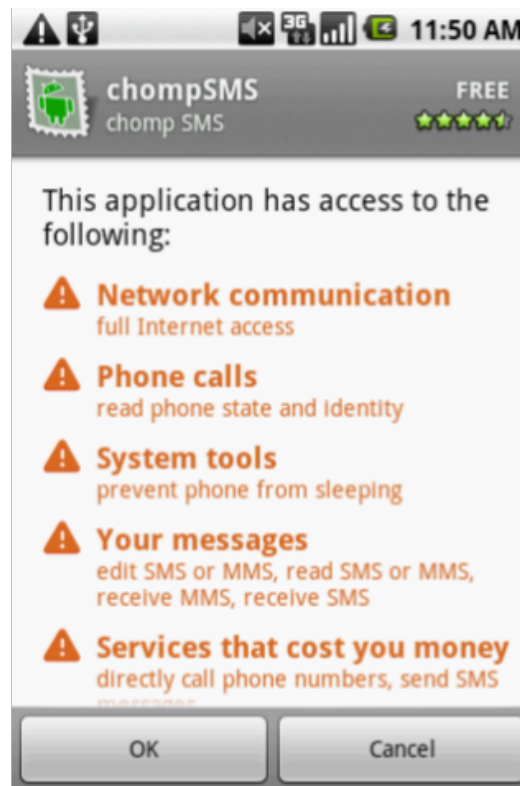 3G
11:50 AM
chompSMS
FREE
chomp SMS
This application has access to the
following:
Network communication
full Internet access
Phone calls
read phone state and identity
System tools
prevent phone from sleeping
Your messages
edit SMS or MMS, read SMS or MMS,
receive MMS, receive SMS
Services that cost you money
directly call phone numbers, send SMS
OK
Cancel